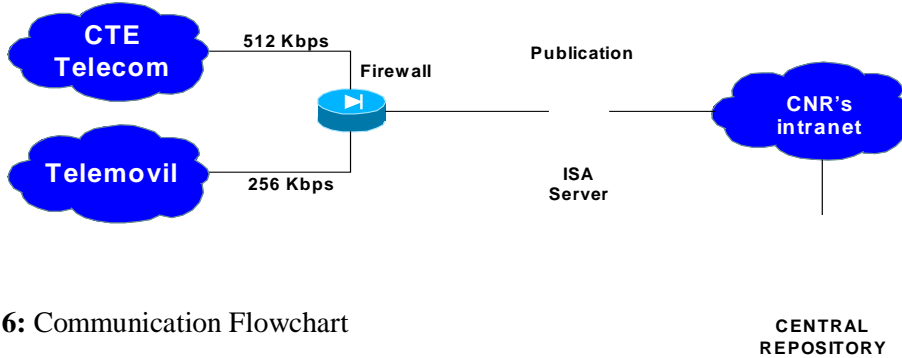 CTE
Telecom
512 Kbps
Firewall
Publication
CNR's
intranet
Telemovil
256 Kbps
ISA
Server
6: Communication Flowchart
CENTRAL
REPOSITORY